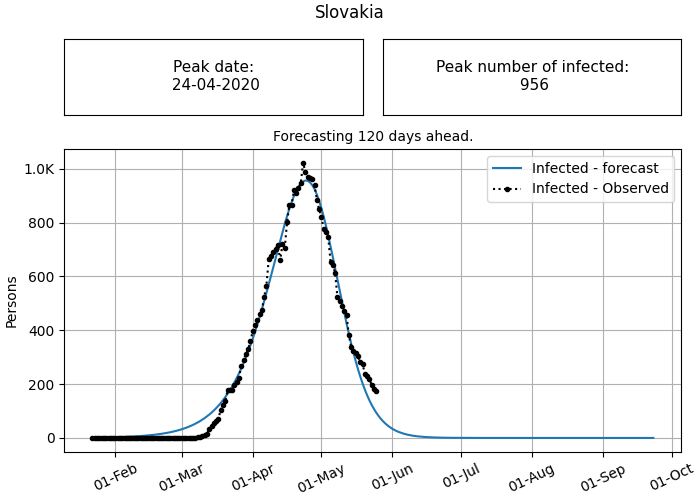 Slovakia
Peak date:
24-04-2020
Peak number of infected:
956
Forecasting 120 days ahead.
Infected - forecast
Infected - Observed
1.0K
800
600
400
200
0
Persons
01-Feb
01-Mar
01-Apr
01-May
01-Jun
01-Jul
01-Aug
01-Sep
01-Oct